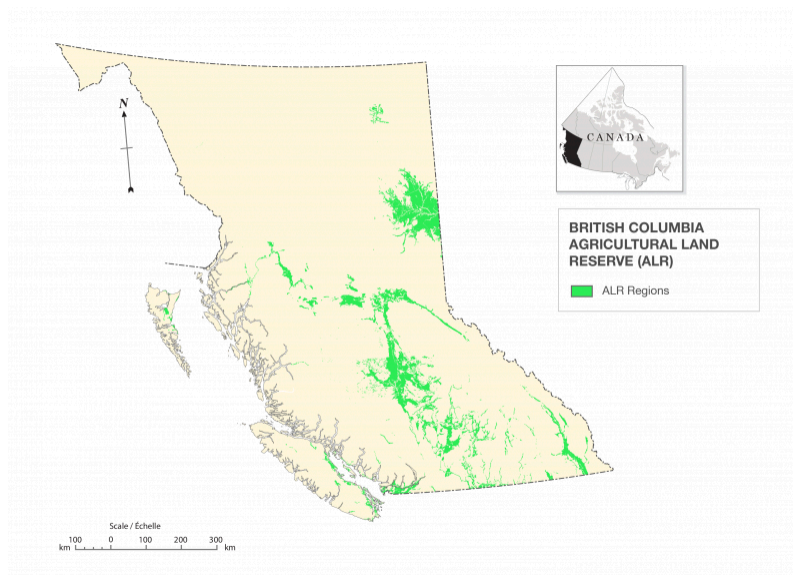 N
CANADA
BRITISH COLUMBIA
AGRICULTURAL LAND
RESERVE (ALR)
ALR Regions
Scale / Échelle
100 0 100 200 300
km km